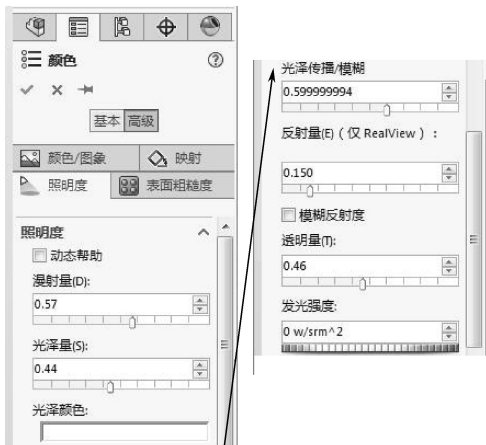 颜色
基本 高级
颜色/图象 映射
照明度 表面粗糙度
照明度
动态帮助
漫射量(D):
0.57
光泽量(S):
0.44
光泽颜色:
光泽传播/模糊
0.599999994
反射量(E)（仅 RealView）:
0.150
模糊反射度
透明量(T):
0.46
发光强度:
0 w/srm^2